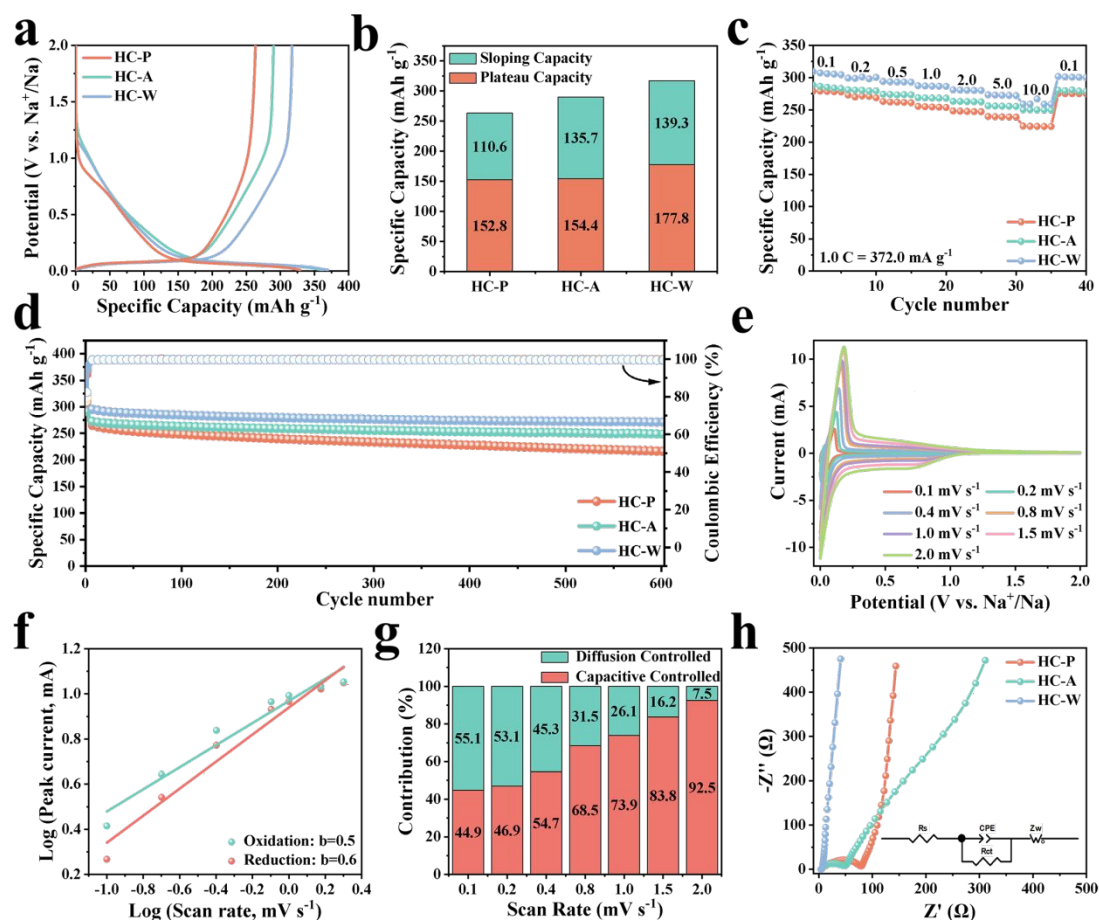 a
HC-P
HC-A
HC-W
Potential (V vs. Na⁺/Na)
2.0
1.5
1.0
0.5
0.0
0 50 100 150 200 250 300 350 400
Specific Capacity (mAh g⁻¹)
b
Sloping Capacity
Plateau Capacity
Specific Capacity (mAh g⁻¹)
350
300
250
200
150
100
50
0
110.6 135.7 139.3
152.8 154.4 177.8
HC-P HC-A HC-W
c
Specific Capacity (mAh g⁻¹)
350
300
250
200
150
100
50
0
0.1 0.2 0.5 1.0 2.0 5.0 10.0 0.1
HC-P
HC-A
HC-W
1.0 C = 372.0 mA g⁻¹
0 10 20 30 40
Cycle number
d
Specific Capacity (mAh g⁻¹)
400
350
300
250
200
150
100
50
0
HC-P
HC-A
HC-W
100
80
70
60
50
40
30
20
10
0
Coulombic Efficiency (%)
0 100 200 300 400 500 600
Cycle number
e
Current (mA)
10
5
0
-5
-10
0.1 mV s⁻¹ 0.2 mV s⁻¹
0.4 mV s⁻¹ 0.8 mV s⁻¹
1.0 mV s⁻¹ 1.5 mV s⁻¹
2.0 mV s⁻¹
0.0 0.5 1.0 1.5 2.0
Potential (V vs. Na⁺/Na)
f
Log (Peak current, mA)
1.4
1.2
1.0
0.8
0.6
0.4
0.2
Oxidation: b=0.5
Reduction: b=0.6
-1.0 -0.8 -0.6 -0.4 -0.2 0.0 0.2 0.4
Log (Scan rate, mV s⁻¹)
g
Diffusion Controlled
Capacitive Controlled
Contribution (%)
120
100
80
60
40
20
0
55.1 53.1 45.3 31.5 26.1 16.2 7.5
44.9 46.9 54.7 68.5 73.9 83.8 92.5
0.1 0.2 0.4 0.8 1.0 1.5 2.0
Scan Rate (mV s⁻¹)
h
HC-P
HC-A
HC-W
-Z'' (Ω)
500
400
300
200
100
0
Rs CPE Zw
Rct
0 100 200 300 400 500
Z' (Ω)